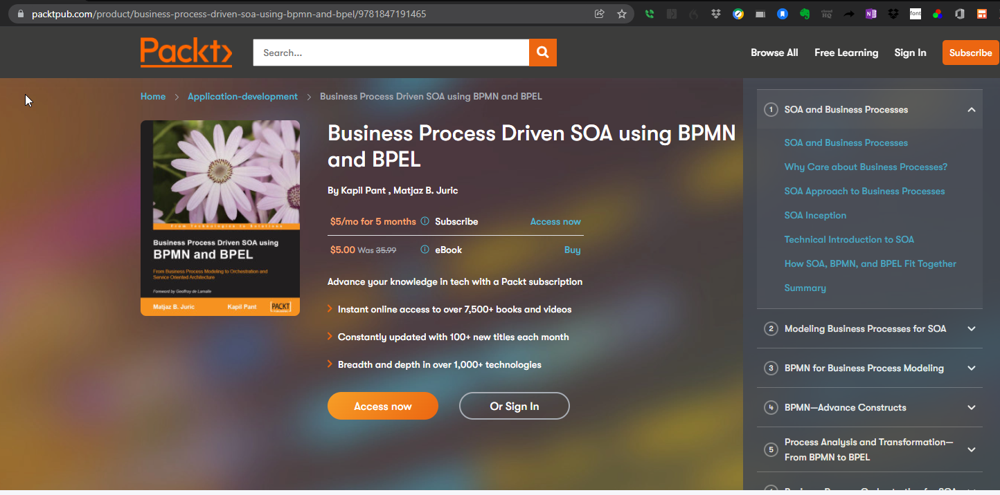 packtpub.com/product/business-process-driven-soa-using-bpmn-and-bpel/9781847191465
cloud
HQ
N
font
Packt>
Search...
Browse All
Free Learning
Sign In
Subscribe
Home > Application-development > Business Process Driven SOA using BPMN and BPEL
From Technologies to Solutions
Business Process Driven SOA using
BPMN and BPEL
From Business Process Modeling to Orchestration and
Service Oriented Architecture
Foreword by Geoffroy de Lamalle
Matjaz B. Juric
Kapil Pant
PACKT
Business Process Driven SOA using BPMN
and BPEL
By Kapil Pant , Matjaz B. Juric
$5/mo for 5 months Subscribe Access now
$5.00 Was 35.99 eBook Buy
Advance your knowledge in tech with a Packt subscription
Instant online access to over 7,500+ books and videos
Constantly updated with 100+ new titles each month
Breadth and depth in over 1,000+ technologies
Access now
Or Sign In
1 SOA and Business Processes
SOA and Business Processes
Why Care about Business Processes?
SOA Approach to Business Processes
SOA Inception
Technical Introduction to SOA
How SOA, BPMN, and BPEL Fit Together
Summary
2 Modeling Business Processes for SOA
3 BPMN for Business Process Modeling
4 BPMN—Advance Constructs
5 Process Analysis and Transformation—
From BPMN to BPEL